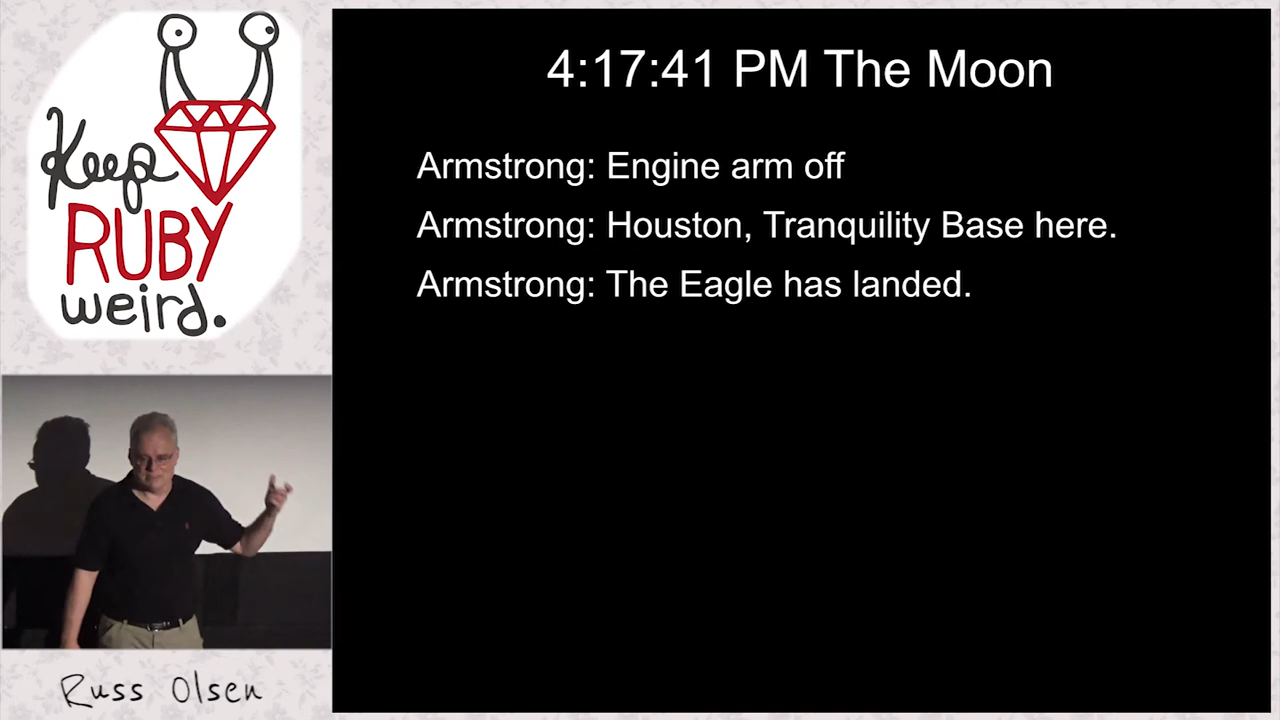 Keep
RUBY
weird.
4:17:41 PM The Moon
Armstrong: Engine arm off
Armstrong: Houston, Tranquility Base here.
Armstrong: The Eagle has landed.
Russ Olsen